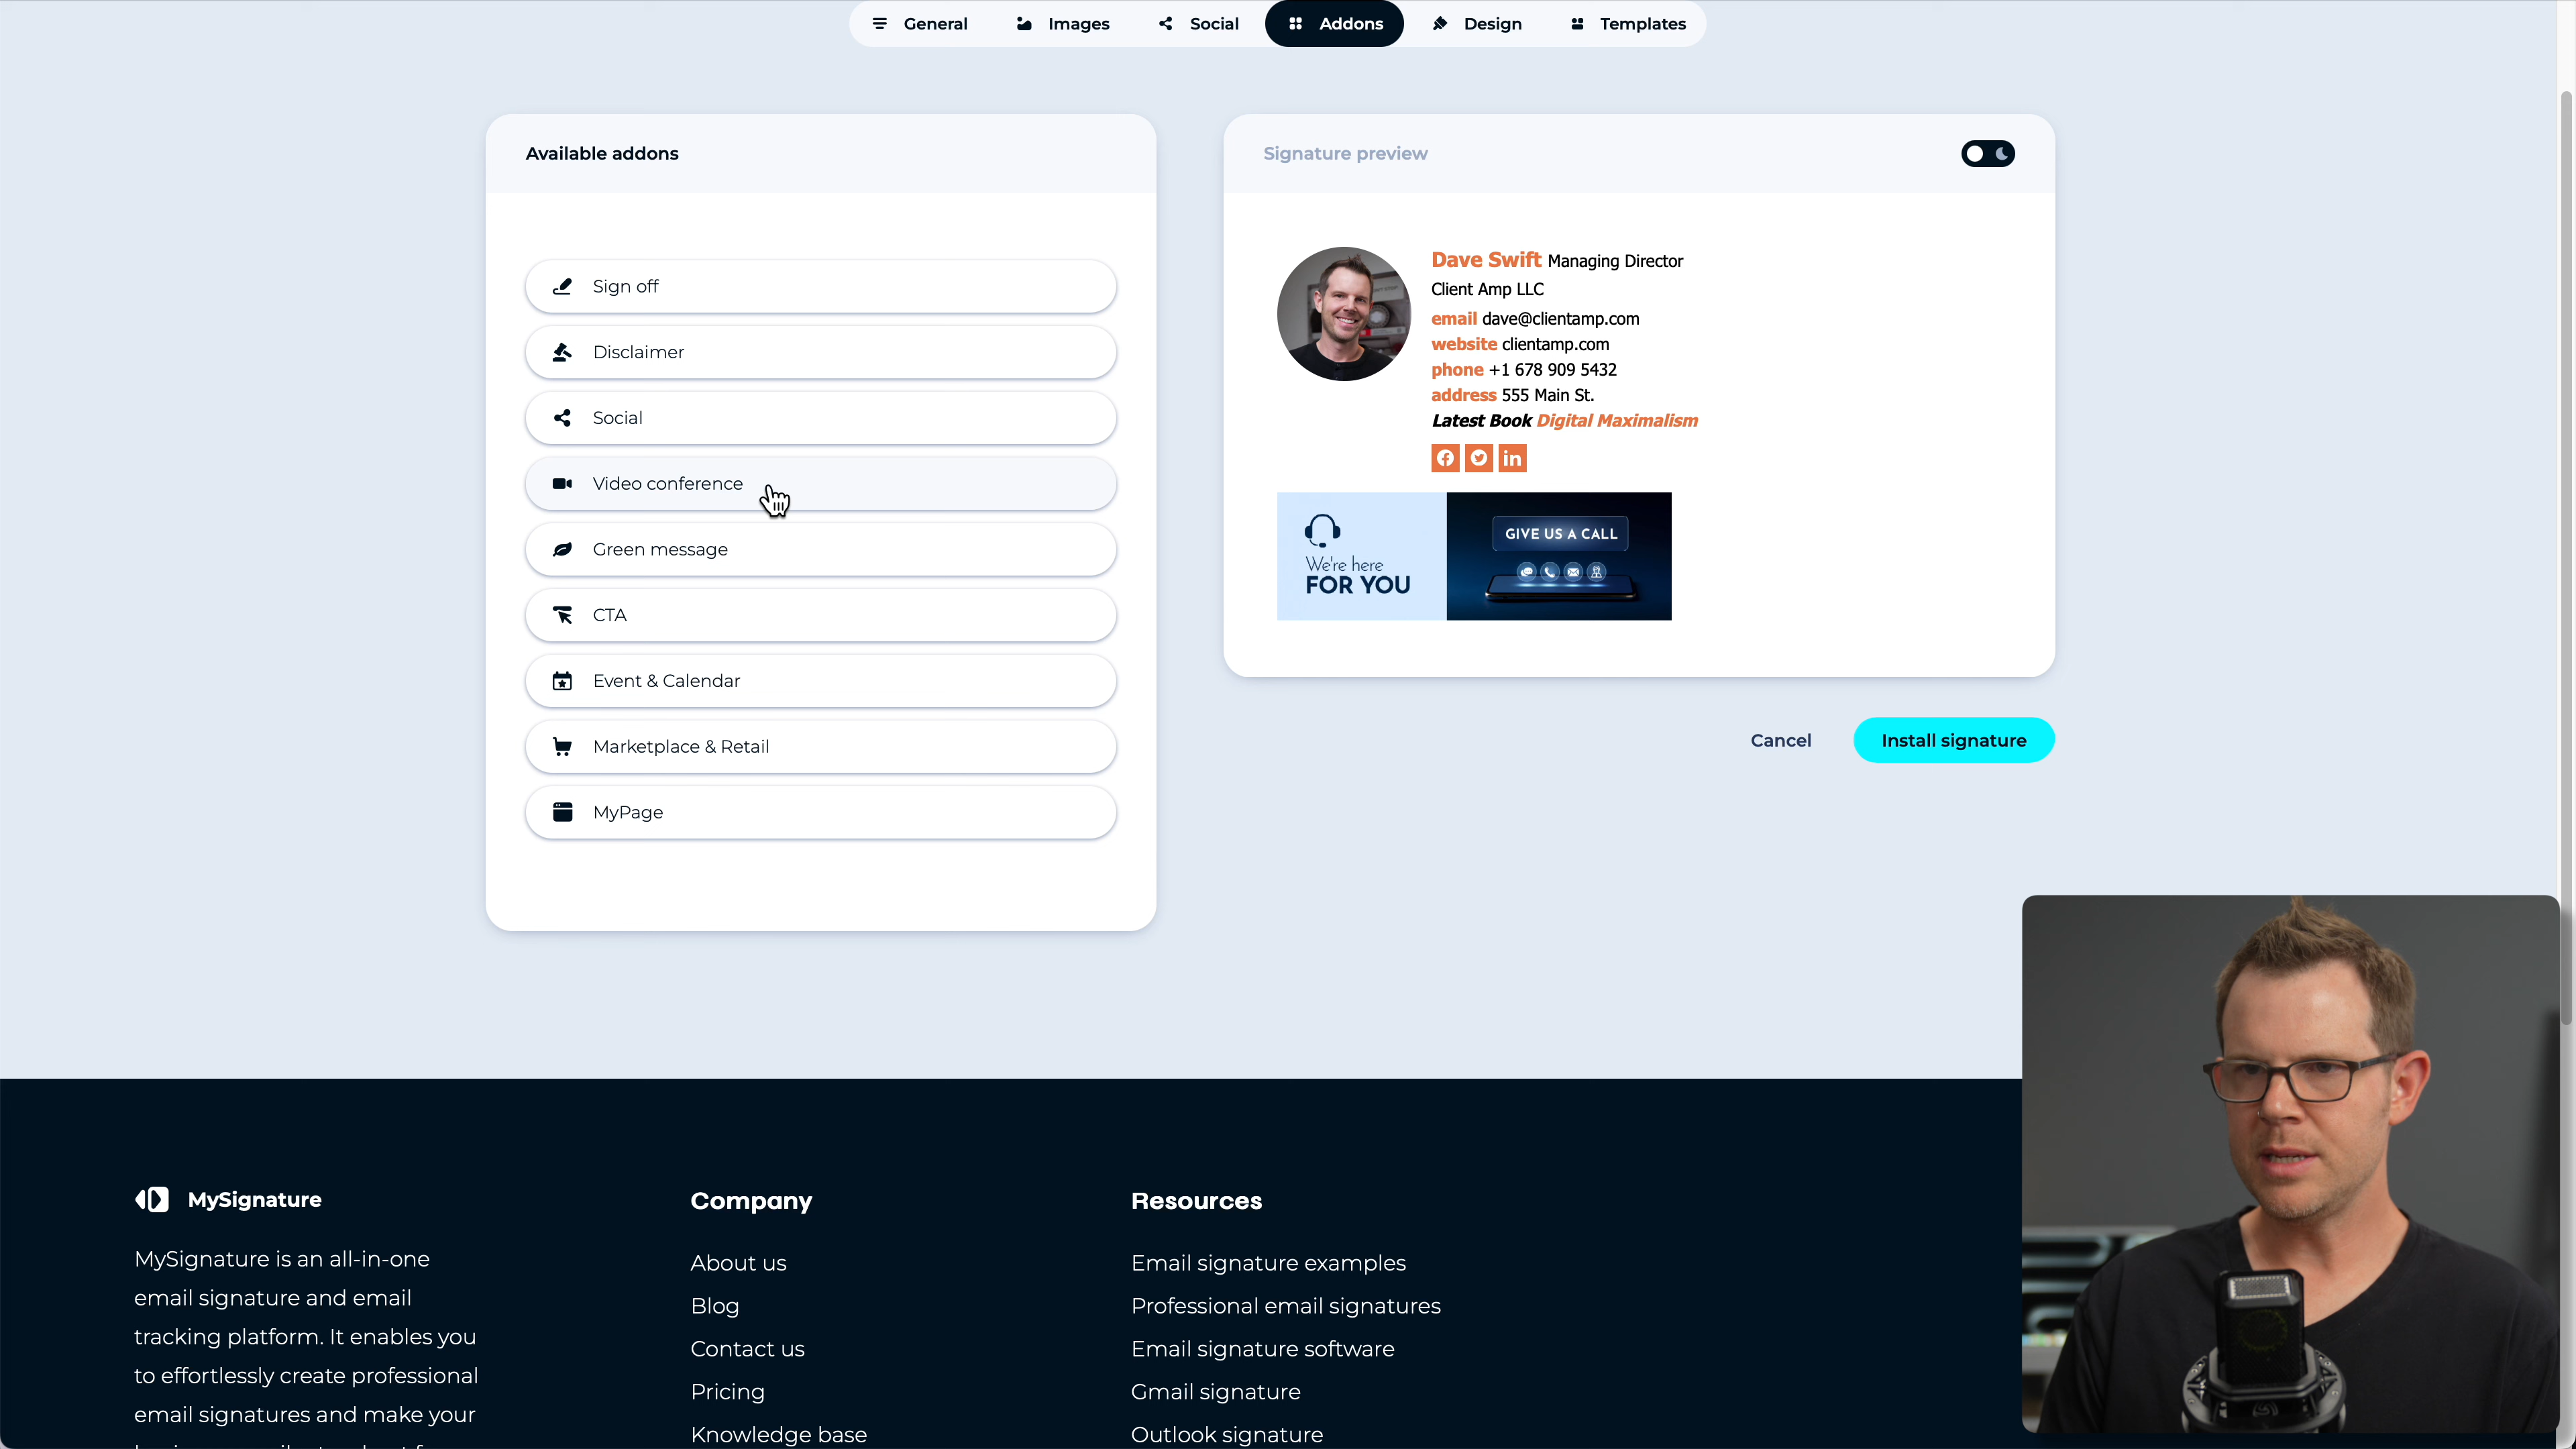 General
Images
Social
Addons
Design
Templates
Available addons
Sign off
Disclaimer
Social
Video conference
Green message
CTA
Event & Calendar
Marketplace & Retail
MyPage
Signature preview
Dave Swift Managing Director
Client Amp LLC
email dave@clientamp.com
website clientamp.com
phone +1 678 909 5432
address 555 Main St.
Latest Book Digital Maximalism
We're here
FOR YOU
GIVE US A CALL
Cancel
Install signature
MySignature
MySignature is an all-in-one
email signature and email
tracking platform. It enables you
to effortlessly create professional
email signatures and make your
Company
About us
Blog
Contact us
Pricing
Knowledge base
Resources
Email signature examples
Professional email signatures
Email signature software
Gmail signature
Outlook signature